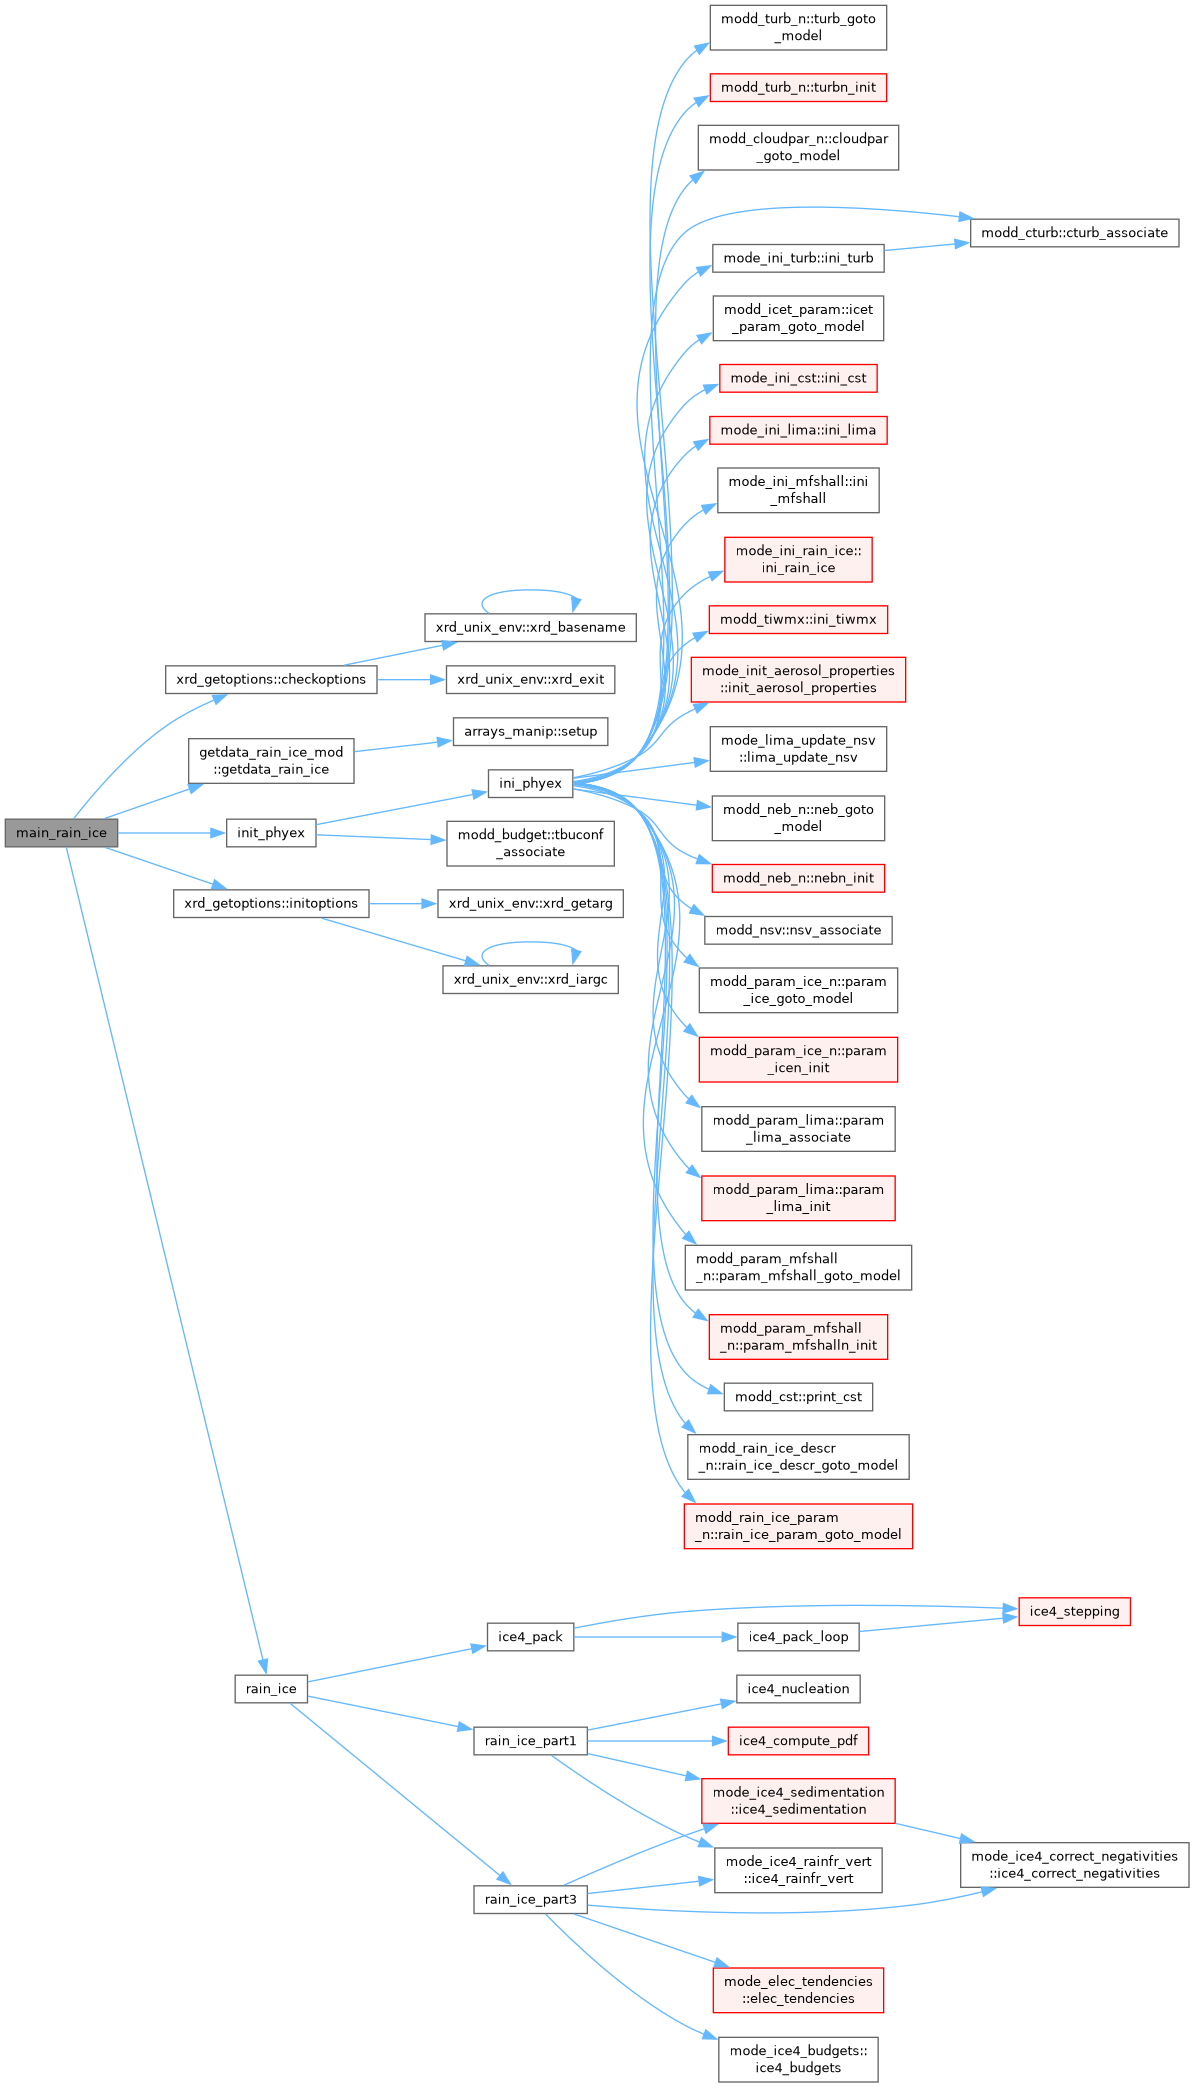 modd_turb_n::turb_goto
_model
modd_turb_n::turbn_init
modd_cloudpar_n::cloudpar
_goto_model
modd_cturb::cturb_associate
mode_ini_turb::ini_turb
modd_icet_param::icet
_param_goto_model
mode_ini_cst::ini_cst
mode_ini_lima::ini_lima
mode_ini_mfshall::ini
_mfshall
mode_ini_rain_ice::
ini_rain_ice
modd_tiwmx::ini_tiwmx
xrd_unix_env::xrd_basename
mode_init_aerosol_properties
::init_aerosol_properties
xrd_getoptions::checkoptions
xrd_unix_env::xrd_exit
arrays_manip::setup
mode_lima_update_nsv
::lima_update_nsv
getdata_rain_ice_mod
::getdata_rain_ice
ini_phyex
modd_neb_n::neb_goto
_model
main_rain_ice
init_phyex
modd_budget::tbuconf
_associate
modd_neb_n::nebn_init
xrd_getoptions::initoptions
xrd_unix_env::xrd_getarg
modd_nsv::nsv_associate
xrd_unix_env::xrd_iargc
modd_param_ice_n::param
_ice_goto_model
modd_param_ice_n::param
_icen_init
modd_param_lima::param
_lima_associate
modd_param_lima::param
_lima_init
modd_param_mfshall
_n::param_mfshall_goto_model
modd_param_mfshall
_n::param_mfshalln_init
modd_cst::print_cst
modd_rain_ice_descr
_n::rain_ice_descr_goto_model
modd_rain_ice_param
_n::rain_ice_param_goto_model
ice4_stepping
ice4_pack
ice4_pack_loop
rain_ice
ice4_nucleation
rain_ice_part1
ice4_compute_pdf
mode_ice4_sedimentation
::ice4_sedimentation
mode_ice4_correct_negativities
::ice4_correct_negativities
mode_ice4_rainfr_vert
::ice4_rainfr_vert
rain_ice_part3
mode_elec_tendencies
::elec_tendencies
mode_ice4_budgets::
ice4_budgets